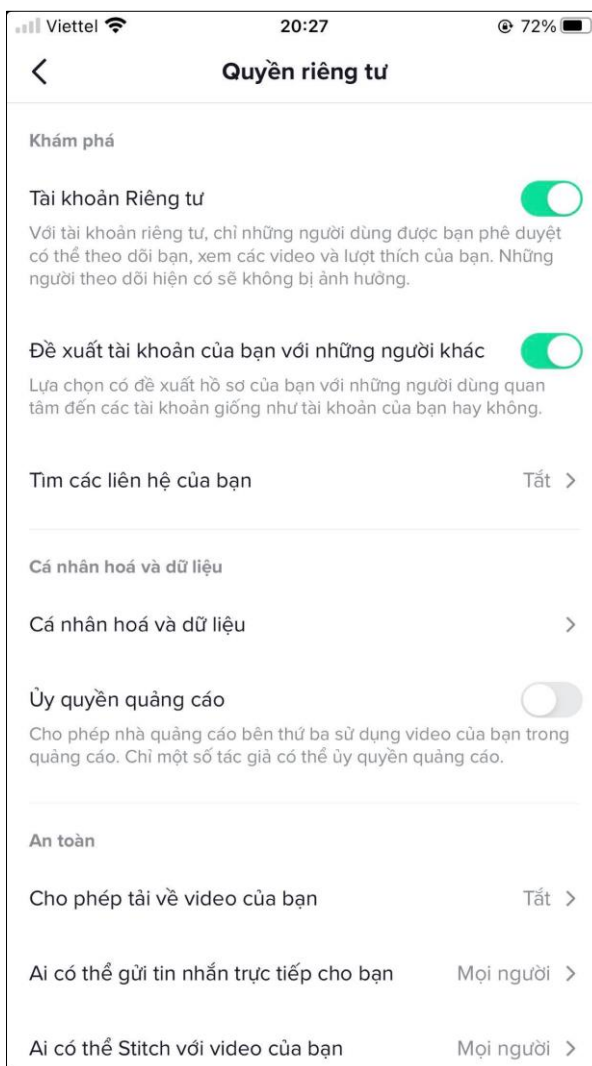 Viettel 20:27 72%
Quyền riêng tư
Khám phá
Tài khoản Riêng tư
Với tài khoản riêng tư, chỉ những người dùng được bạn phê duyệt
có thể theo dõi bạn, xem các video và lượt thích của bạn. Những
người theo dõi hiện có sẽ không bị ảnh hưởng.
Đề xuất tài khoản của bạn với những người khác
Lựa chọn có đề xuất hồ sơ của bạn với những người dùng quan
tâm đến các tài khoản giống như tài khoản của bạn hay không.
Tìm các liên hệ của bạn Tắt
Cá nhân hoá và dữ liệu
Cá nhân hoá và dữ liệu
Ủy quyền quảng cáo
Cho phép nhà quảng cáo bên thứ ba sử dụng video của bạn trong
quảng cáo. Chỉ một số tác giả có thể ủy quyền quảng cáo.
An toàn
Cho phép tải về video của bạn Tắt
Ai có thể gửi tin nhắn trực tiếp cho bạn Mọi người
Ai có thể Stitch với video của bạn Mọi người